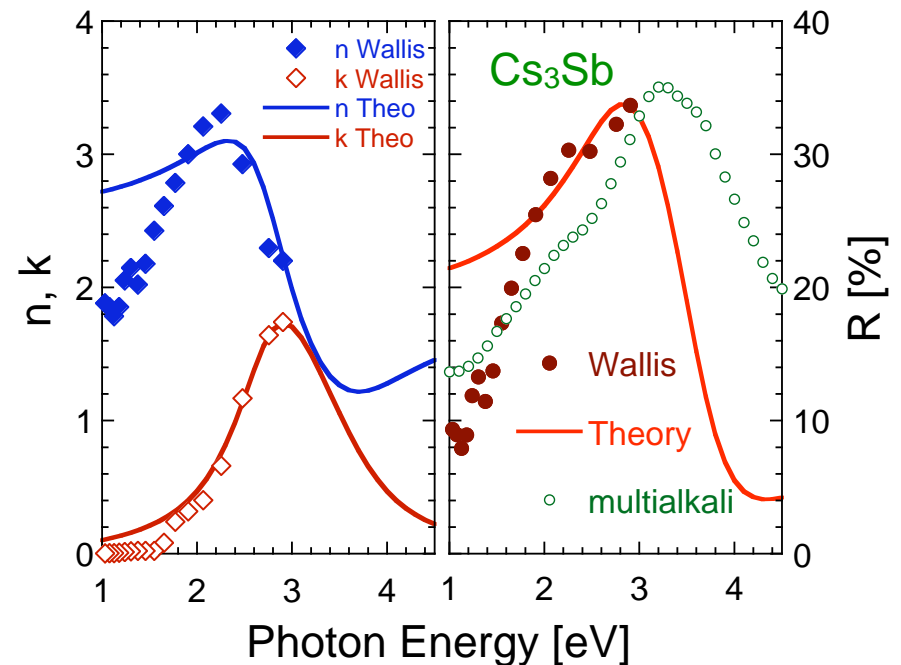 4
3
2
1
0
n, k
n Wallis
k Wallis
n Theo
k Theo
1
2
3
4
Cs₃Sb
Wallis
Theory
multialkali
1
2
3
4
40
30
20
10
0
R [%]
Photon Energy [eV]